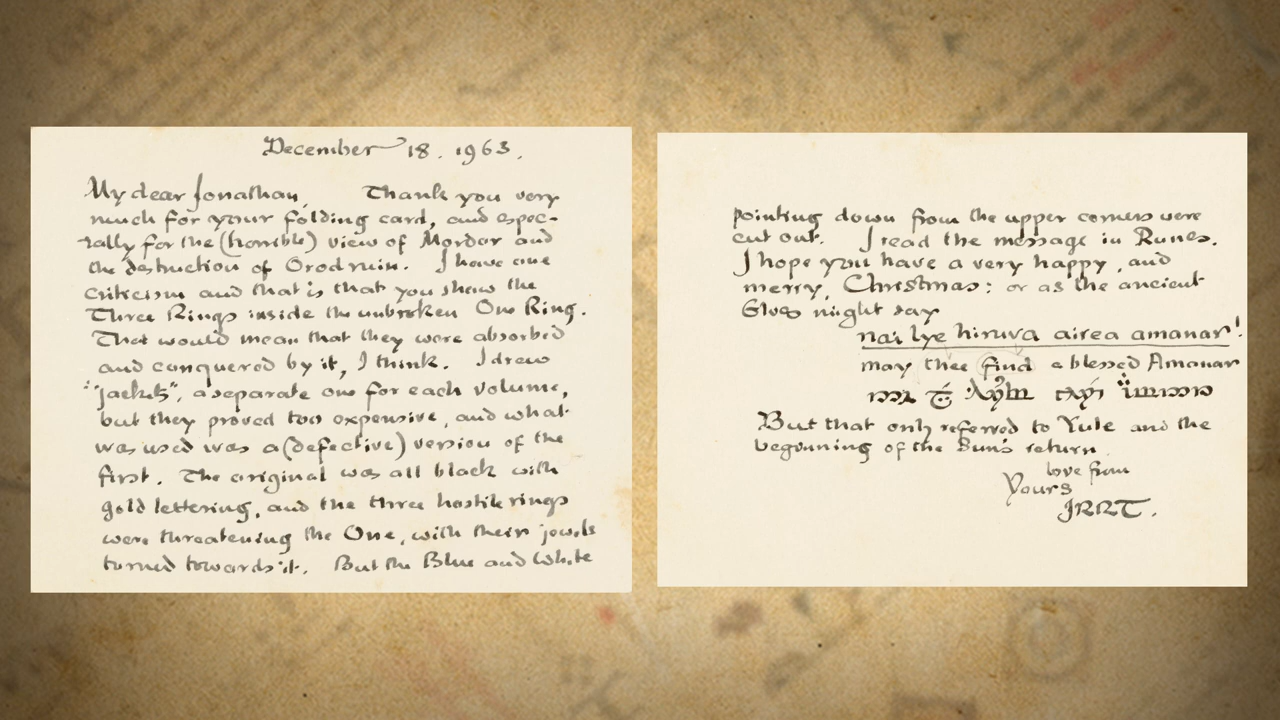 December 18. 1963.
My dear Jonathan, Thank you very
much for your folding card, and espec-
ially for the (horrible) view of Mordor and
the destruction of Orodruin. I have one
criticism and that is that you show the
Three Rings inside the unbroken One Ring.
That would mean that they were absorbed
and conquered by it, I think. I drew
"jackets", a separate one for each volume,
but they proved too expensive, and what
was used was a (defective) version of the
first. The original was all black with
gold lettering, and the three hostile rings
were threatening the One, with their jewels
turned towards it. But the Blue and White
pointing down from the upper corners were
cut out. I read the message in Runes.
I hope you have a very happy, and
merry, Christmas: or as the ancient
Elves might say
nai lye hiruva airea amanar!
may thee find a blessed Amanar
But that only referred to Yule and the
beginning of the Sun's return.
love from
Yours
JRRT.